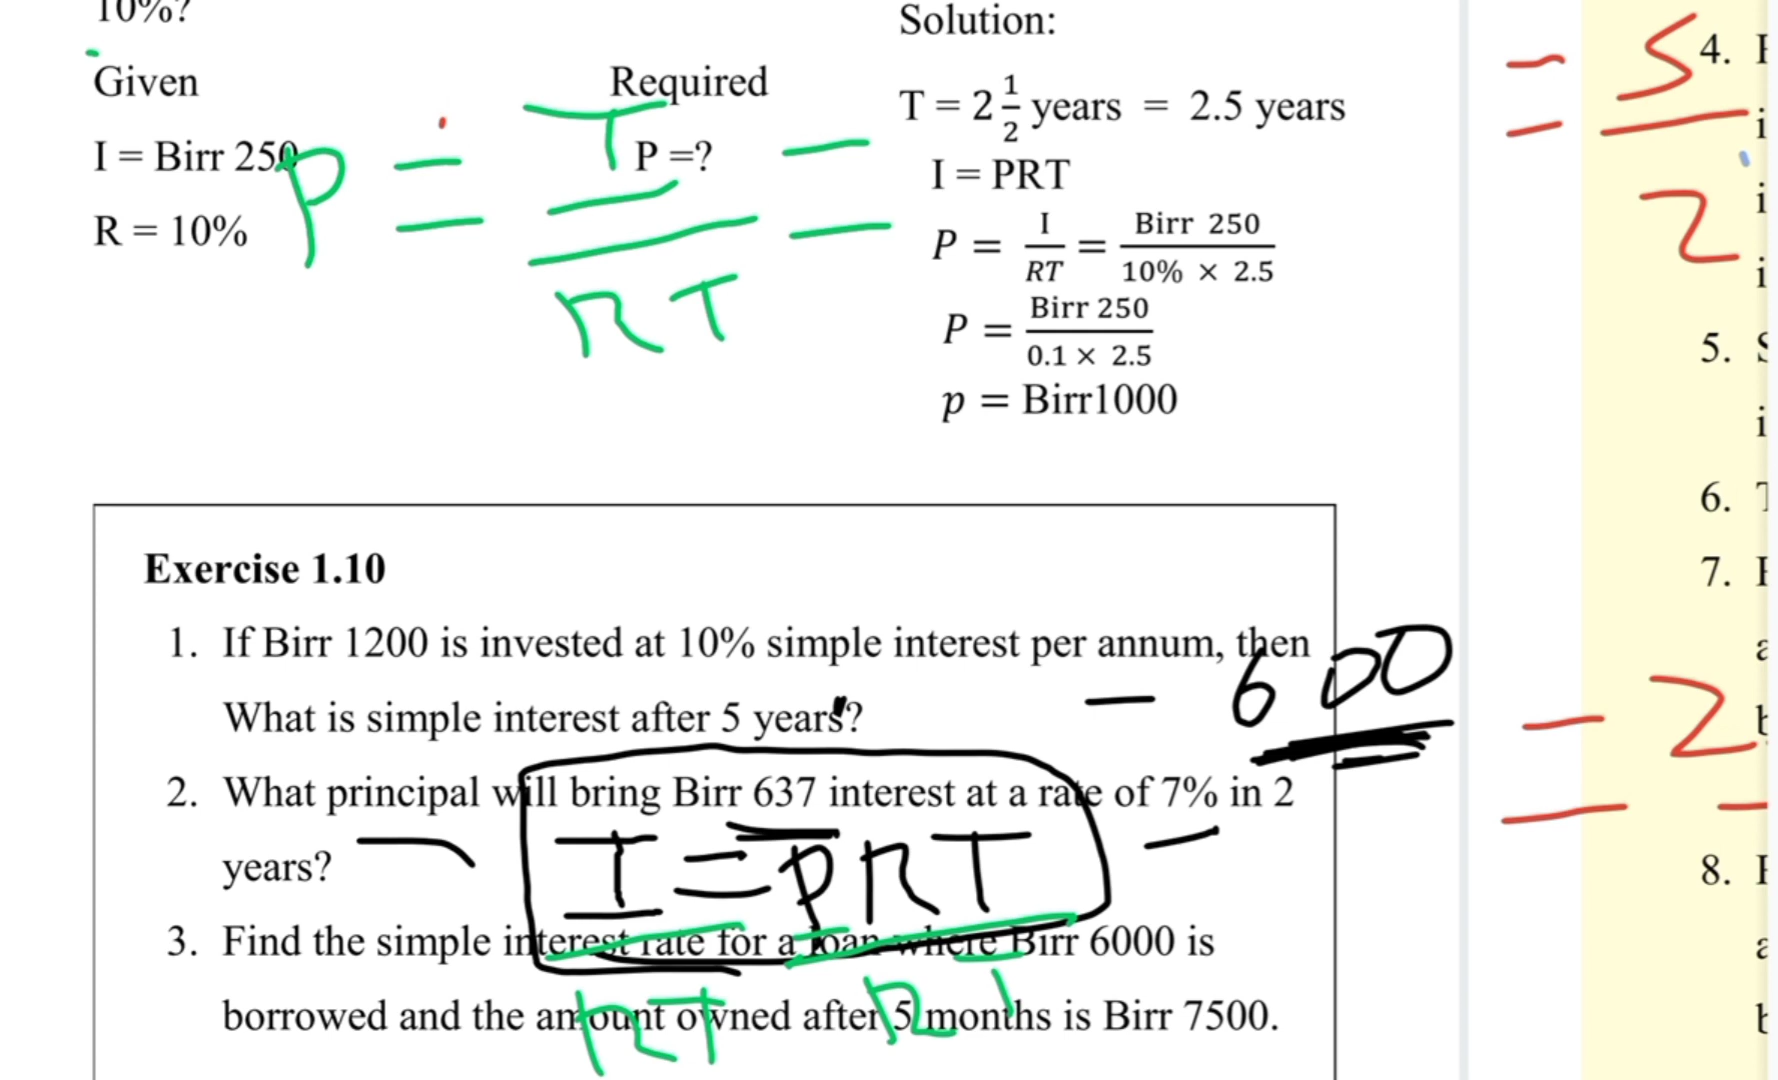 10%?
Given
Required
I = Birr 250
P =?
R = 10%
P = I / RT =
Solution:
T = 2 1/2 years = 2.5 years
I = PRT
P = I/RT = Birr 250 / 10% × 2.5
P = Birr 250 / 0.1 × 2.5
p = Birr1000
Exercise 1.10
1. If Birr 1200 is invested at 10% simple interest per annum, then
What is simple interest after 5 years?
600
2. What principal will bring Birr 637 interest at a rate of 7% in 2
years?
I = PRT
3. Find the simple interest rate for a loan where Birr 6000 is
borrowed and the amount owned after 5 months is Birr 7500.
RT RT
= 5
2
4.
5.
6.
7.
= 2
8.